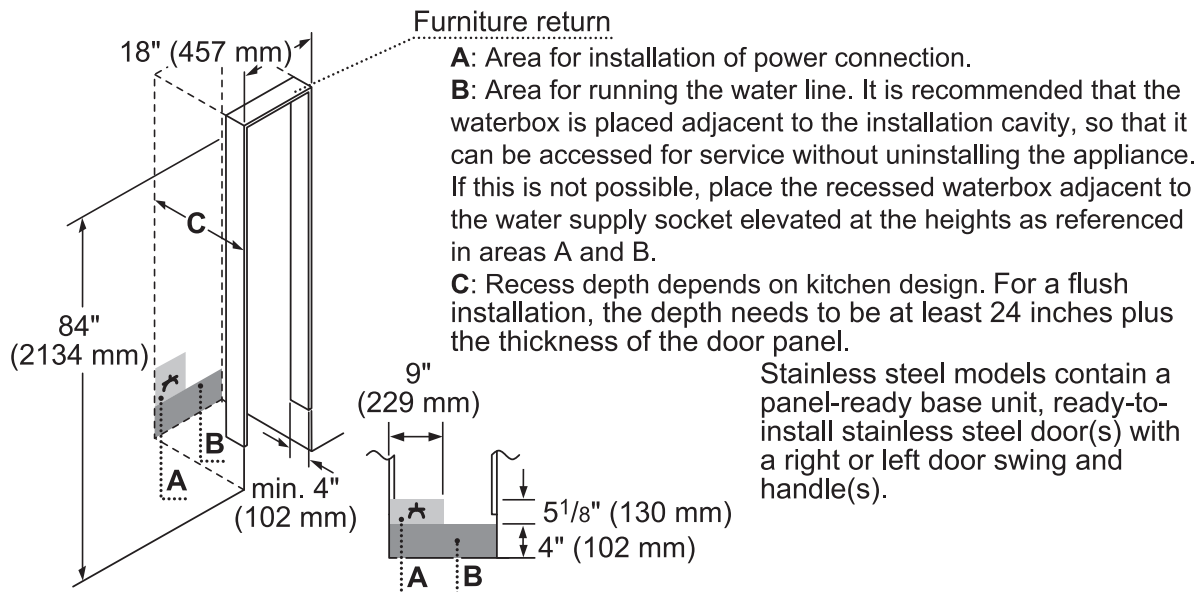 Furniture return
18" (457 mm)
A: Area for installation of power connection.
B: Area for running the water line. It is recommended that the
waterbox is placed adjacent to the installation cavity, so that it
can be accessed for service without uninstalling the appliance.
If this is not possible, place the recessed waterbox adjacent to
the water supply socket elevated at the heights as referenced
in areas A and B.
C: Recess depth depends on kitchen design. For a flush
installation, the depth needs to be at least 24 inches plus
the thickness of the door panel.
C
84"
(2134 mm)
B
A
min. 4"
(102 mm)
9"
(229 mm)
5 1/8" (130 mm)
4" (102 mm)
A
B
Stainless steel models contain a
panel-ready base unit, ready-to-
install stainless steel door(s) with
a right or left door swing and
handle(s).